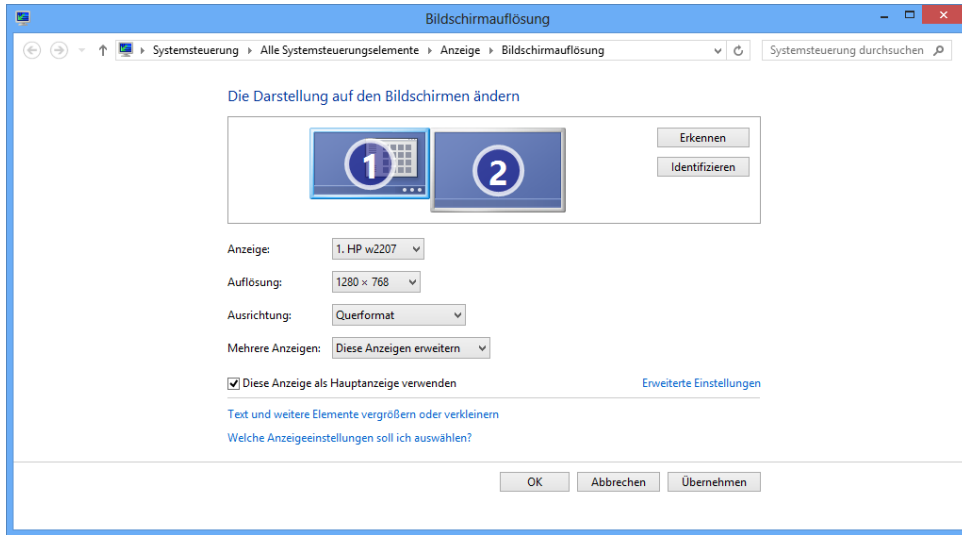 Bildschirmauflösung
Systemsteuerung Alle Systemsteuerungselemente Anzeige Bildschirmauflösung Systemsteuerung durchsuchen
Die Darstellung auf den Bildschirmen ändern
1 2
Erkennen
Identifizieren
Anzeige: 1. HP w2207
Auflösung: 1280 × 768
Ausrichtung: Querformat
Mehrere Anzeigen: Diese Anzeigen erweitern
Diese Anzeige als Hauptanzeige verwenden Erweiterte Einstellungen
Text und weitere Elemente vergrößern oder verkleinern
Welche Anzeigeeinstellungen soll ich auswählen?
OK Abbrechen Übernehmen